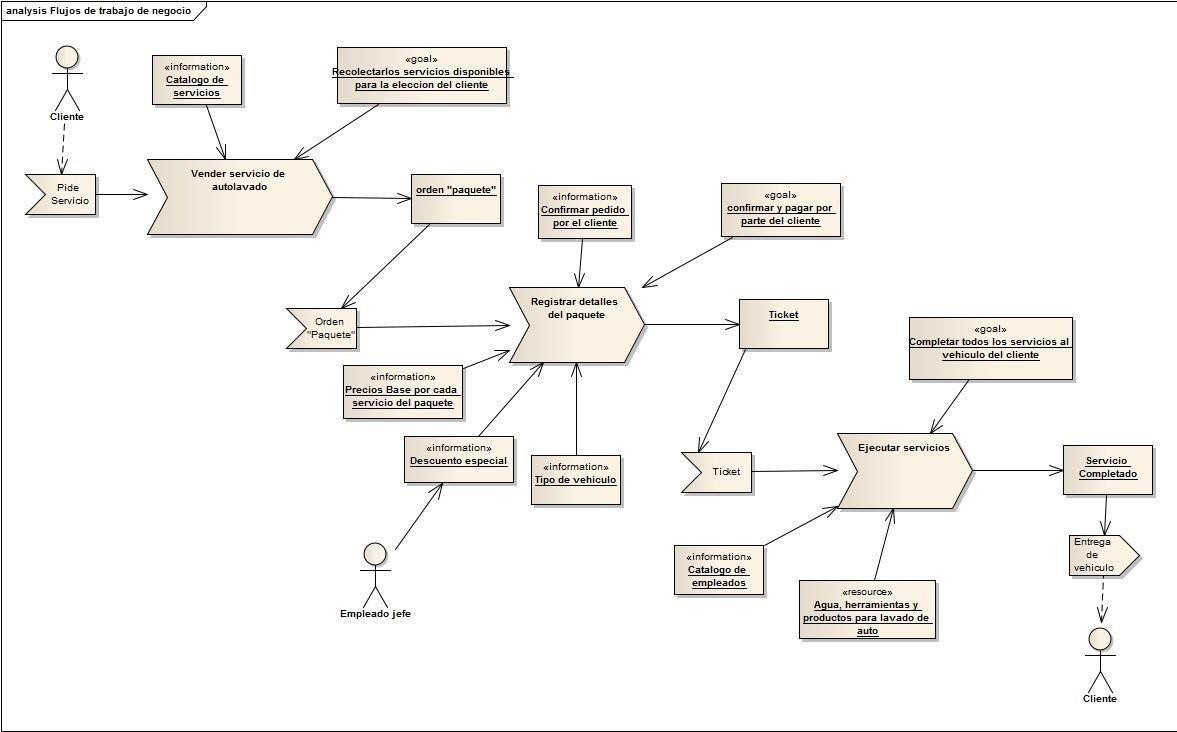 analysis Flujos de trabajo de negocio
Cliente
«information»
Catalogo de
servicios
«goal»
Recolectarlos servicios disponibles
para la eleccion del cliente
Pide
Servicio
Vender servicio de
autolavado
orden "paquete"
«information»
Confirmar pedido
por el cliente
«goal»
confirmar y pagar por
parte del cliente
Orden
"Paquete"
Registrar detalles
del paquete
Ticket
«goal»
Completar todos los servicios al
vehiculo del cliente
«information»
Precios Base por cada
servicio del paquete
«information»
Descuento especial
«information»
Tipo de vehiculo
Ticket
Ejecutar servicios
Servicio
Completado
Empleado jefe
«information»
Catalogo de
empleados
«resource»
Agua, herramientas y
productos para lavado de
auto
Entrega
de
vehiculo
Cliente